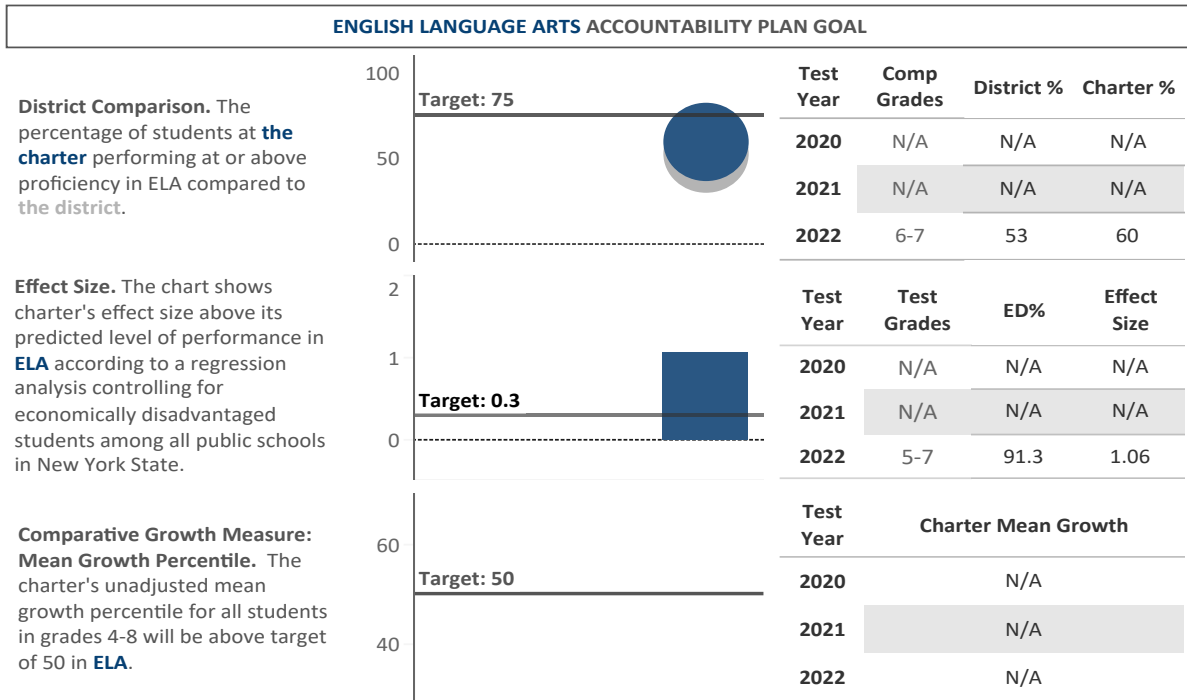 ENGLISH LANGUAGE ARTS ACCOUNTABILITY PLAN GOAL
District Comparison. The
percentage of students at the
charter performing at or above
proficiency in ELA compared to
the district.
100
Target: 75
50
0
Test Year Comp Grades District % Charter %
2020 N/A N/A N/A
2021 N/A N/A N/A
2022 6-7 53 60
Effect Size. The chart shows
charter's effect size above its
predicted level of performance in
ELA according to a regression
analysis controlling for
economically disadvantaged
students among all public schools
in New York State.
2
1
Target: 0.3
0
Test Year Test Grades ED% Effect Size
2020 N/A N/A N/A
2021 N/A N/A N/A
2022 5-7 91.3 1.06
Comparative Growth Measure:
Mean Growth Percentile. The
charter's unadjusted mean
growth percentile for all students
in grades 4-8 will be above target
of 50 in ELA.
60
Target: 50
40
Test Year Charter Mean Growth
2020 N/A
2021 N/A
2022 N/A